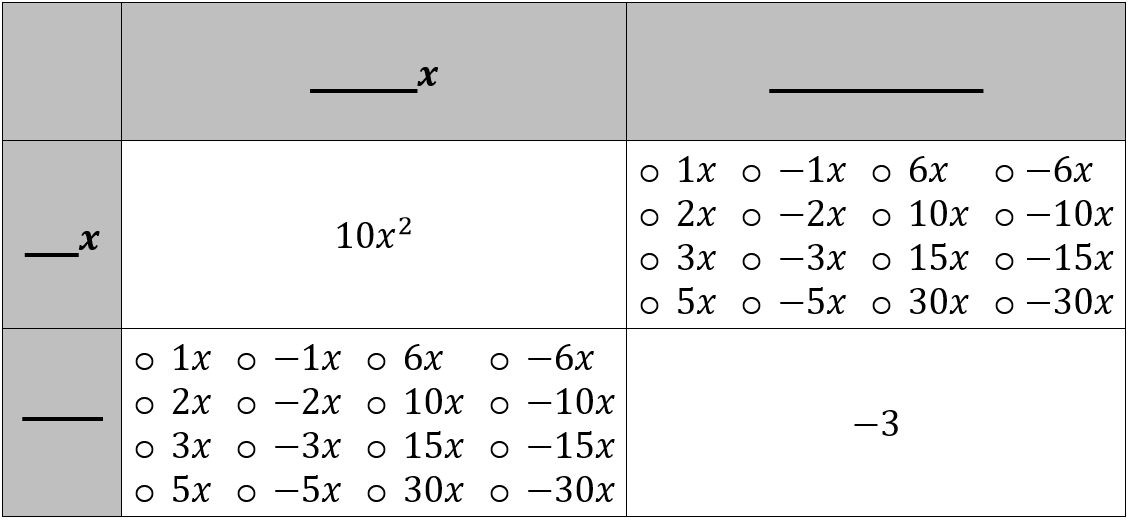 _____x __________
___x
10x²
○ 1x ○ −1x ○ 6x ○ −6x
○ 2x ○ −2x ○ 10x ○ −10x
○ 3x ○ −3x ○ 15x ○ −15x
○ 5x ○ −5x ○ 30x ○ −30x
____
○ 1x ○ −1x ○ 6x ○ −6x
○ 2x ○ −2x ○ 10x ○ −10x
○ 3x ○ −3x ○ 15x ○ −15x
○ 5x ○ −5x ○ 30x ○ −30x
−3